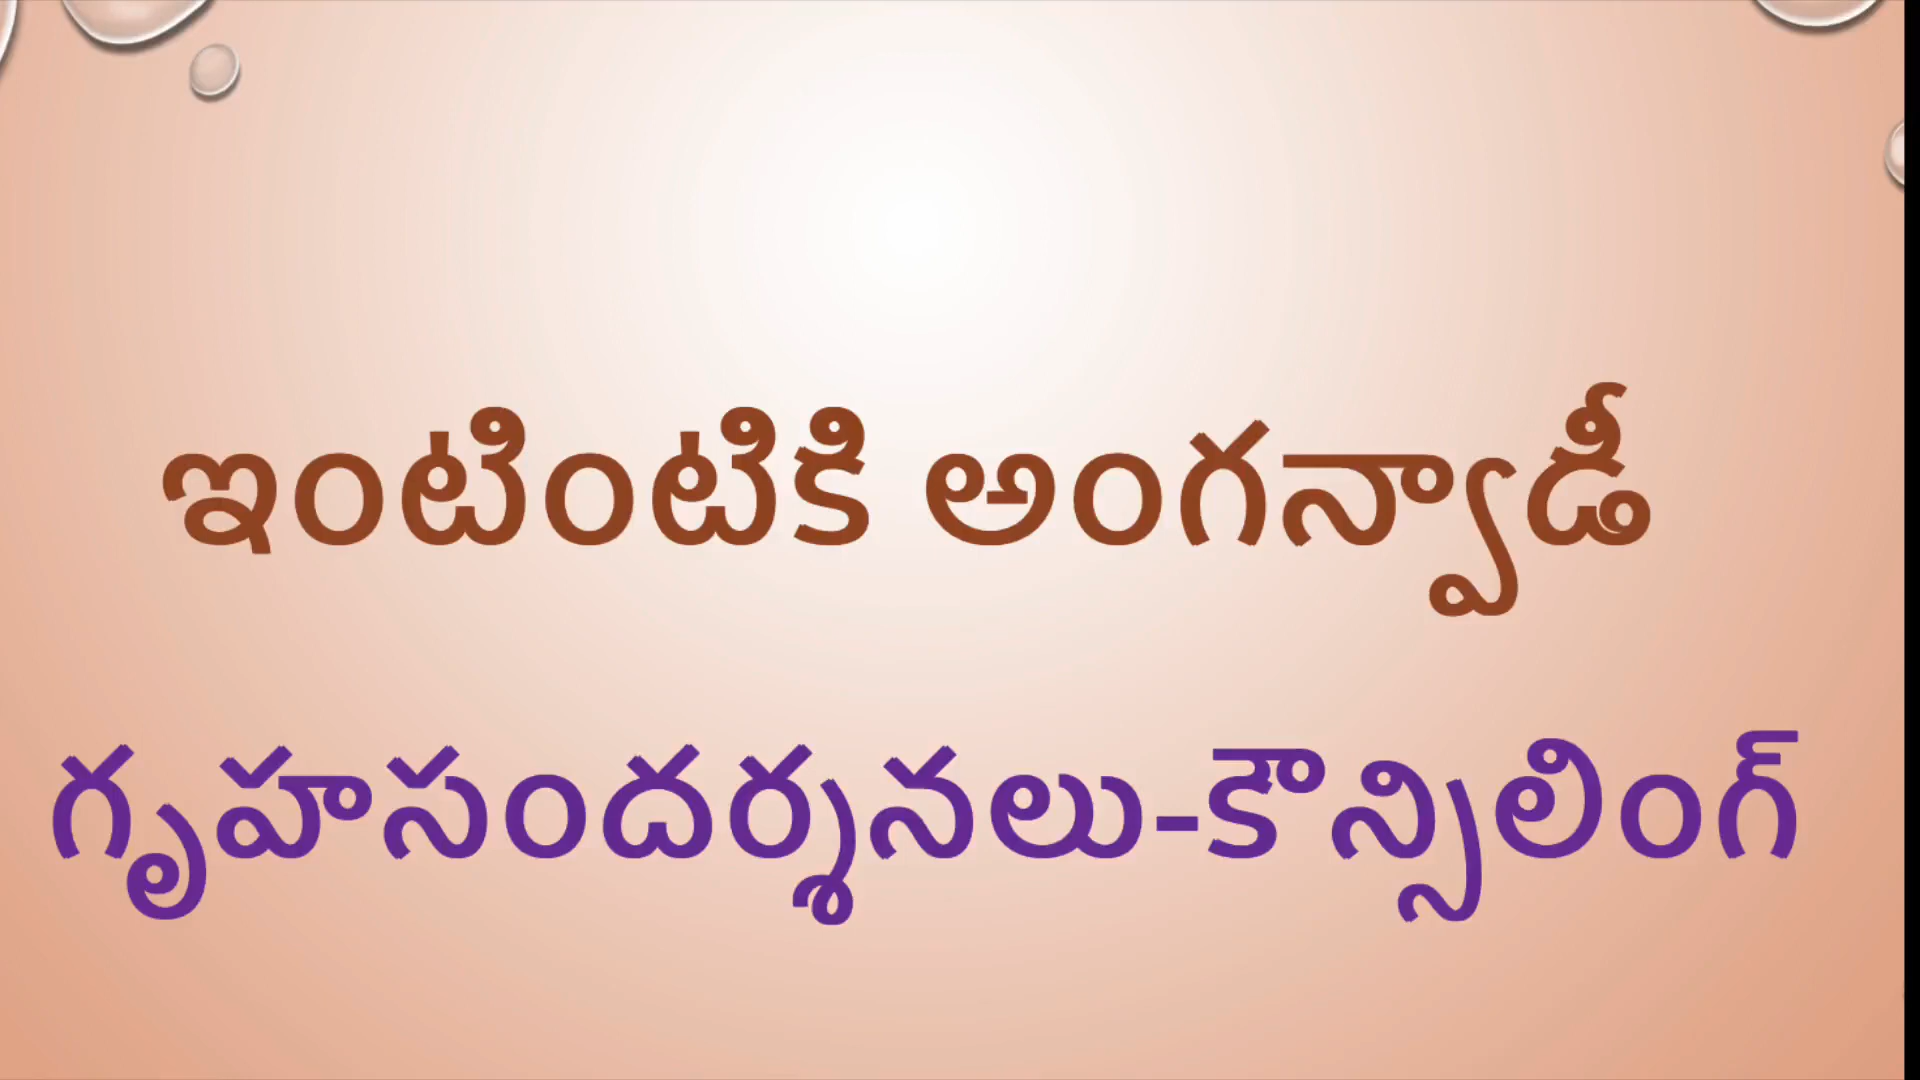 ఇంటింటికి అంగన్వాడీ
గృహసందర్శనలు-కౌన్సిలింగ్